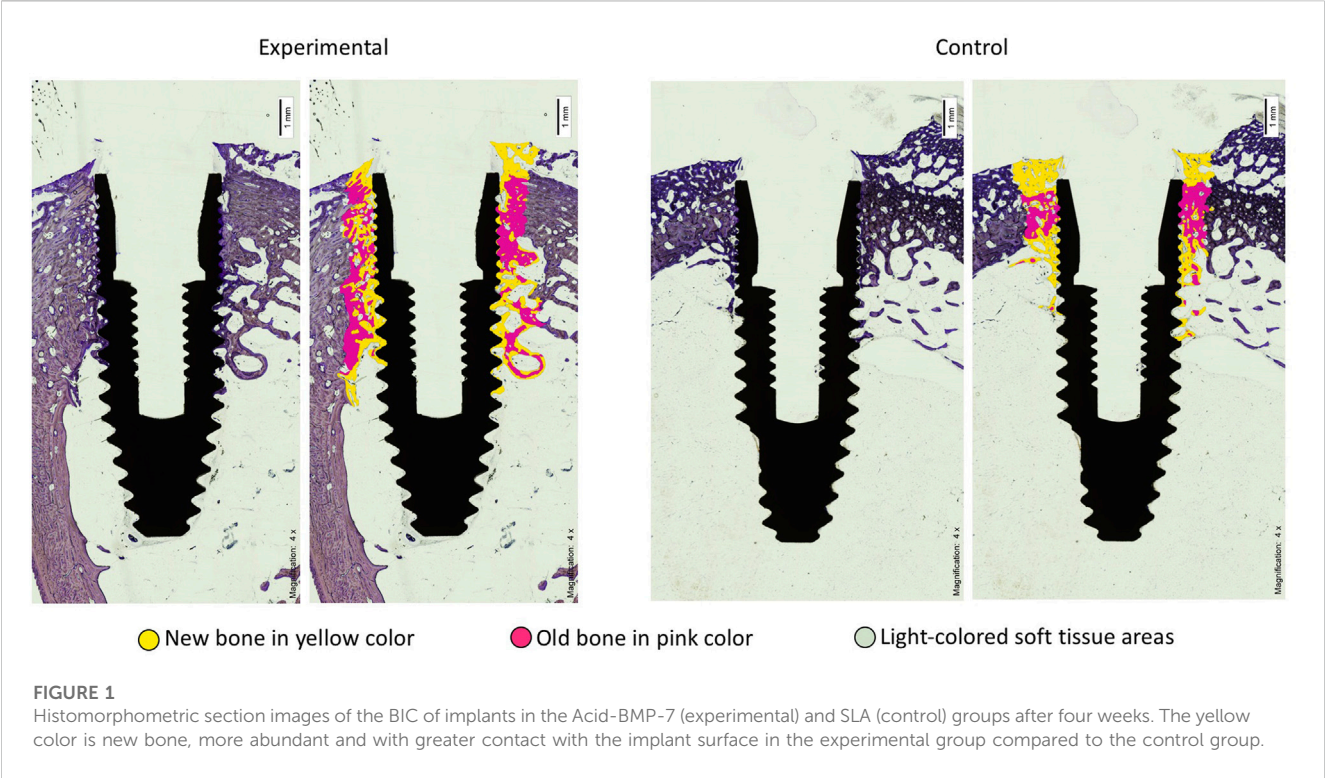 Experimental
Control
1 mm
1 mm
1 mm
1 mm
Magnification: 4 x
Magnification: 4 x
Magnification: 4 x
Magnification: 4 x
New bone in yellow color
Old bone in pink color
Light-colored soft tissue areas
FIGURE 1
Histomorphometric section images of the BIC of implants in the Acid-BMP-7 (experimental) and SLA (control) groups after four weeks. The yellow
color is new bone, more abundant and with greater contact with the implant surface in the experimental group compared to the control group.